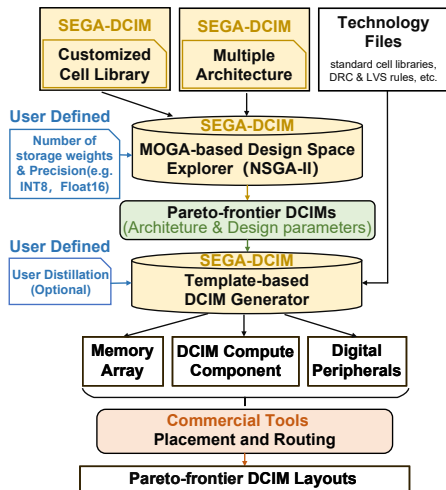 SEGA-DCIM
Customized
Cell Library
SEGA-DCIM
Multiple
Architecture
Technology
Files
standard cell libraries,
DRC & LVS rules, etc.
User Defined
Number of
storage weights
& Precision(e.g.
INT8, Float16)
SEGA-DCIM
MOGA-based Design Space
Explorer (NSGA-II)
Pareto-frontier DCIMs
(Architeture & Design parameters)
User Defined
User Distillation
(Optional)
SEGA-DCIM
Template-based
DCIM Generator
Memory
Array
DCIM Compute
Component
Digital
Peripherals
Commercial Tools
Placement and Routing
Pareto-frontier DCIM Layouts